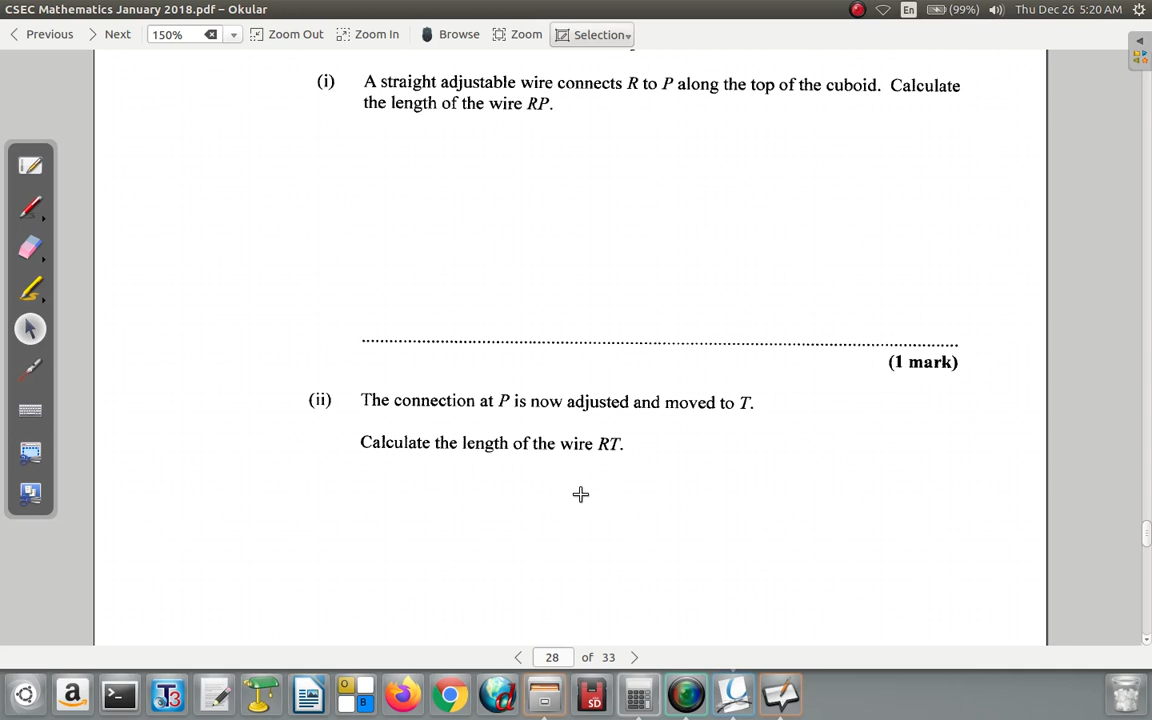 CSEC Mathematics January 2018.pdf – Okular
En
(99%)
Thu Dec 26 5:20 AM
Previous
Next
150%
Zoom Out
Zoom In
Browse
Zoom
Selection
(i) A straight adjustable wire connects R to P along the top of the cuboid. Calculate
the length of the wire RP.
(1 mark)
(ii) The connection at P is now adjusted and moved to T.
Calculate the length of the wire RT.
28 of 33